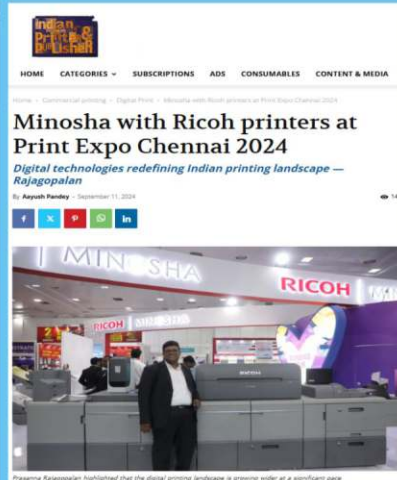 Indian
Printer &
Publisher
HOME CATEGORIES SUBSCRIPTIONS ADS CONSUMABLES CONTENT & MEDIA
Home › Commercial printing › Digital Print › Minosha with Ricoh printers at Print Expo Chennai 2024
Minosha with Ricoh printers at
Print Expo Chennai 2024
Digital technologies redefining Indian printing landscape —
Rajagopalan
By Aayush Pandey - September 11, 2024 14
MINOSHA
RICOH
RICOH MINOSHA
Prasanna Rajagopalan highlighted that the digital printing landscape is growing wider at a significant pace